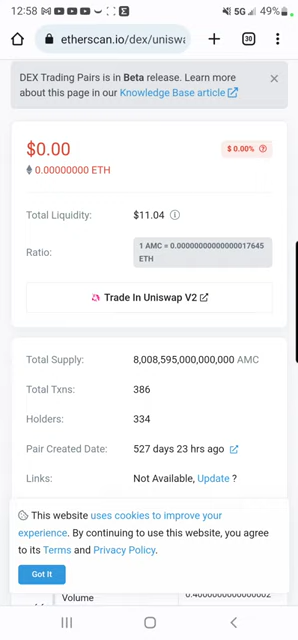 12:58
5G 49%
etherscan.io/dex/uniswa
30
DEX Trading Pairs is in Beta release. Learn more
about this page in our Knowledge Base article
$0.00
$ 0.00%
0.00000000 ETH
Total Liquidity: $11.04
Ratio: 1 AMC = 0.00000000000000017645
ETH
Trade In Uniswap V2
Total Supply: 8,008,595,000,000,000 AMC
Total Txns: 386
Holders: 334
Pair Created Date: 527 days 23 hrs ago
Links: Not Available, Update ?
This website uses cookies to improve your
experience. By continuing to use this website, you agree
to its Terms and Privacy Policy.
Got It
Volume